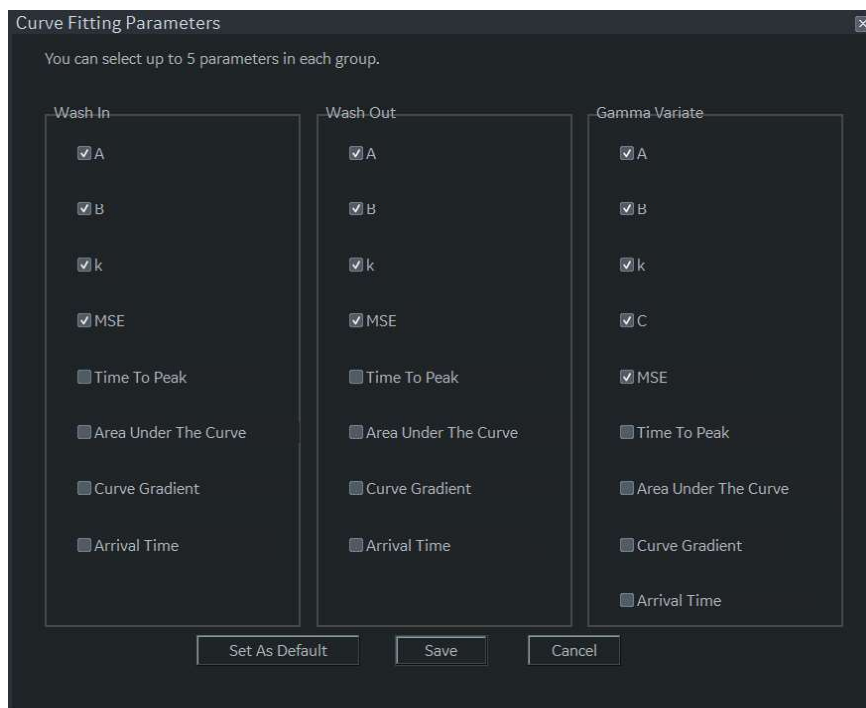 Curve Fitting Parameters
You can select up to 5 parameters in each group.
Wash In
A
B
k
MSE
Time To Peak
Area Under The Curve
Curve Gradient
Arrival Time
Wash Out
A
B
k
MSE
Time To Peak
Area Under The Curve
Curve Gradient
Arrival Time
Gamma Variate
A
B
k
C
MSE
Time To Peak
Area Under The Curve
Curve Gradient
Arrival Time
Set As Default
Save
Cancel